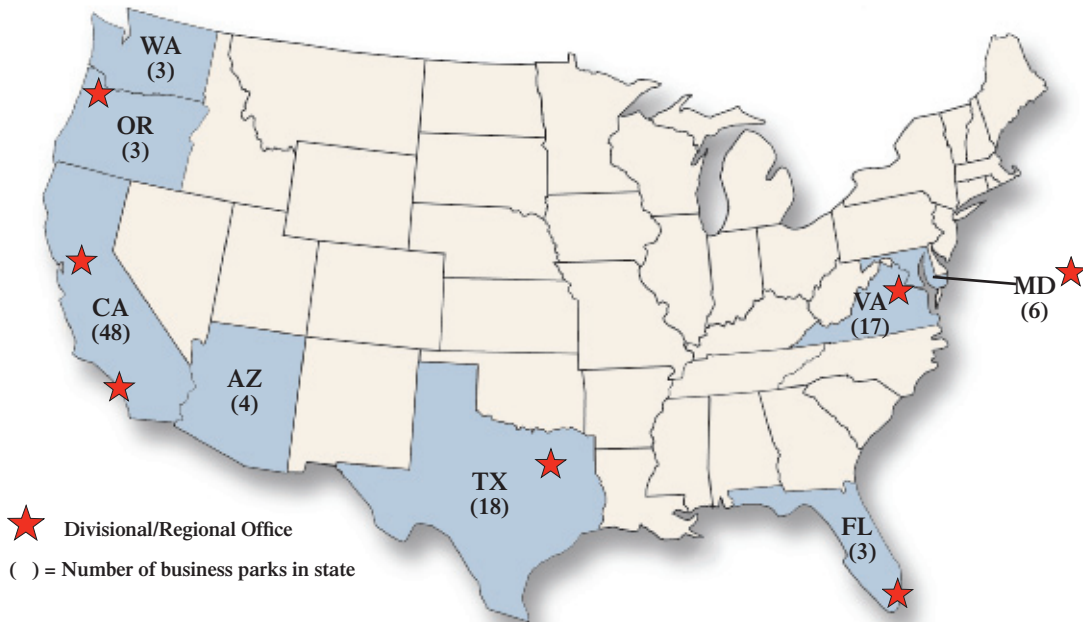 WA
(3)
OR
(3)
CA
(48)
AZ
(4)
TX
(18)
VA
(17)
MD
(6)
FL
(3)
Divisional/Regional Office
( ) = Number of business parks in state